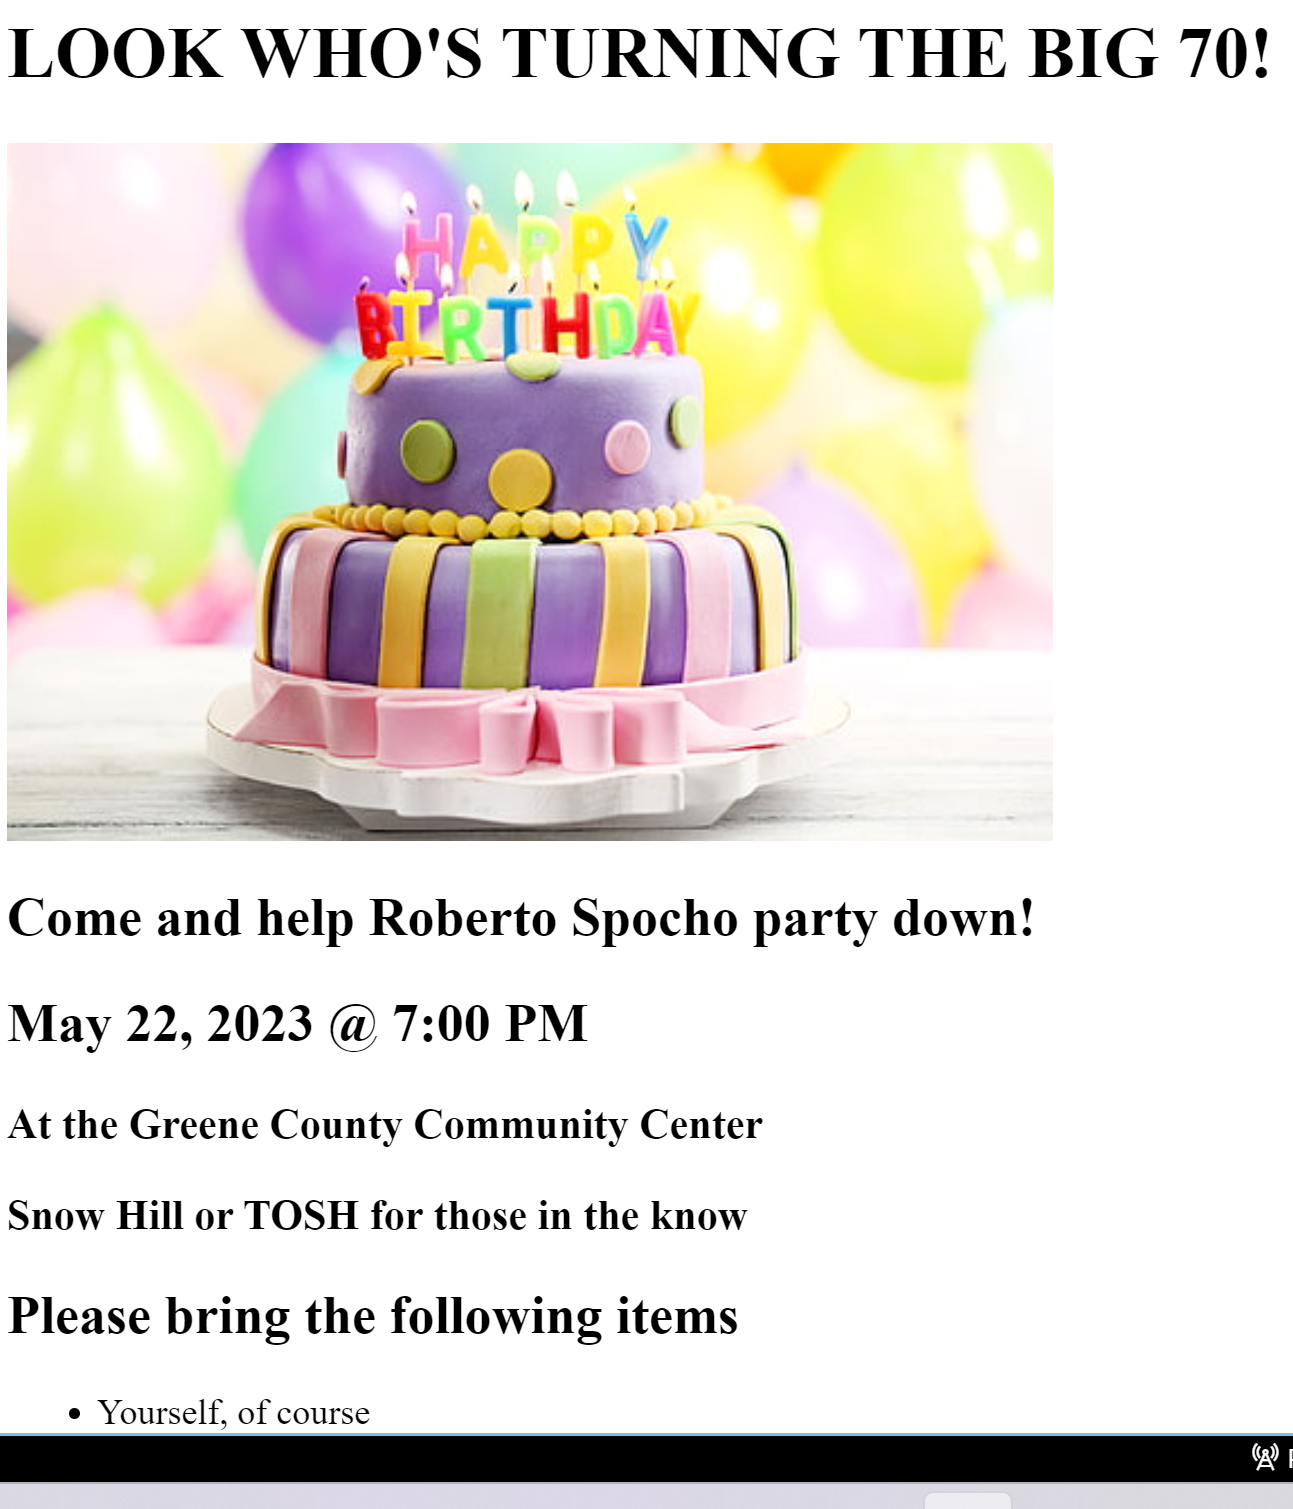 LOOK WHO'S TURNING THE BIG 70!
HAPPY
BIRTHDAY
Come and help Roberto Spocho party down!
May 22, 2023 @ 7:00 PM
At the Greene County Community Center
Snow Hill or TOSH for those in the know
Please bring the following items
• Yourself, of course